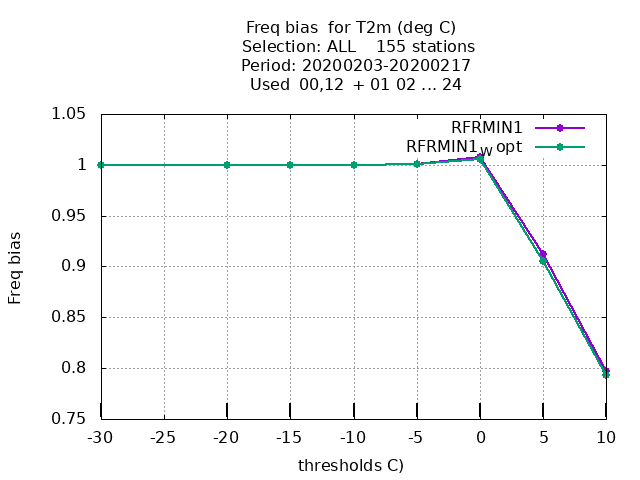 Freq bias  for T2m (deg C)
Selection: ALL    155 stations
Period: 20200203-20200217
Used  00,12  + 01 02 ... 24
RFRMIN1
RFRMIN1w opt
1.05
1
0.95
0.9
0.85
0.8
0.75
Freq bias
-30 -25 -20 -15 -10 -5 0 5 10
thresholds C)